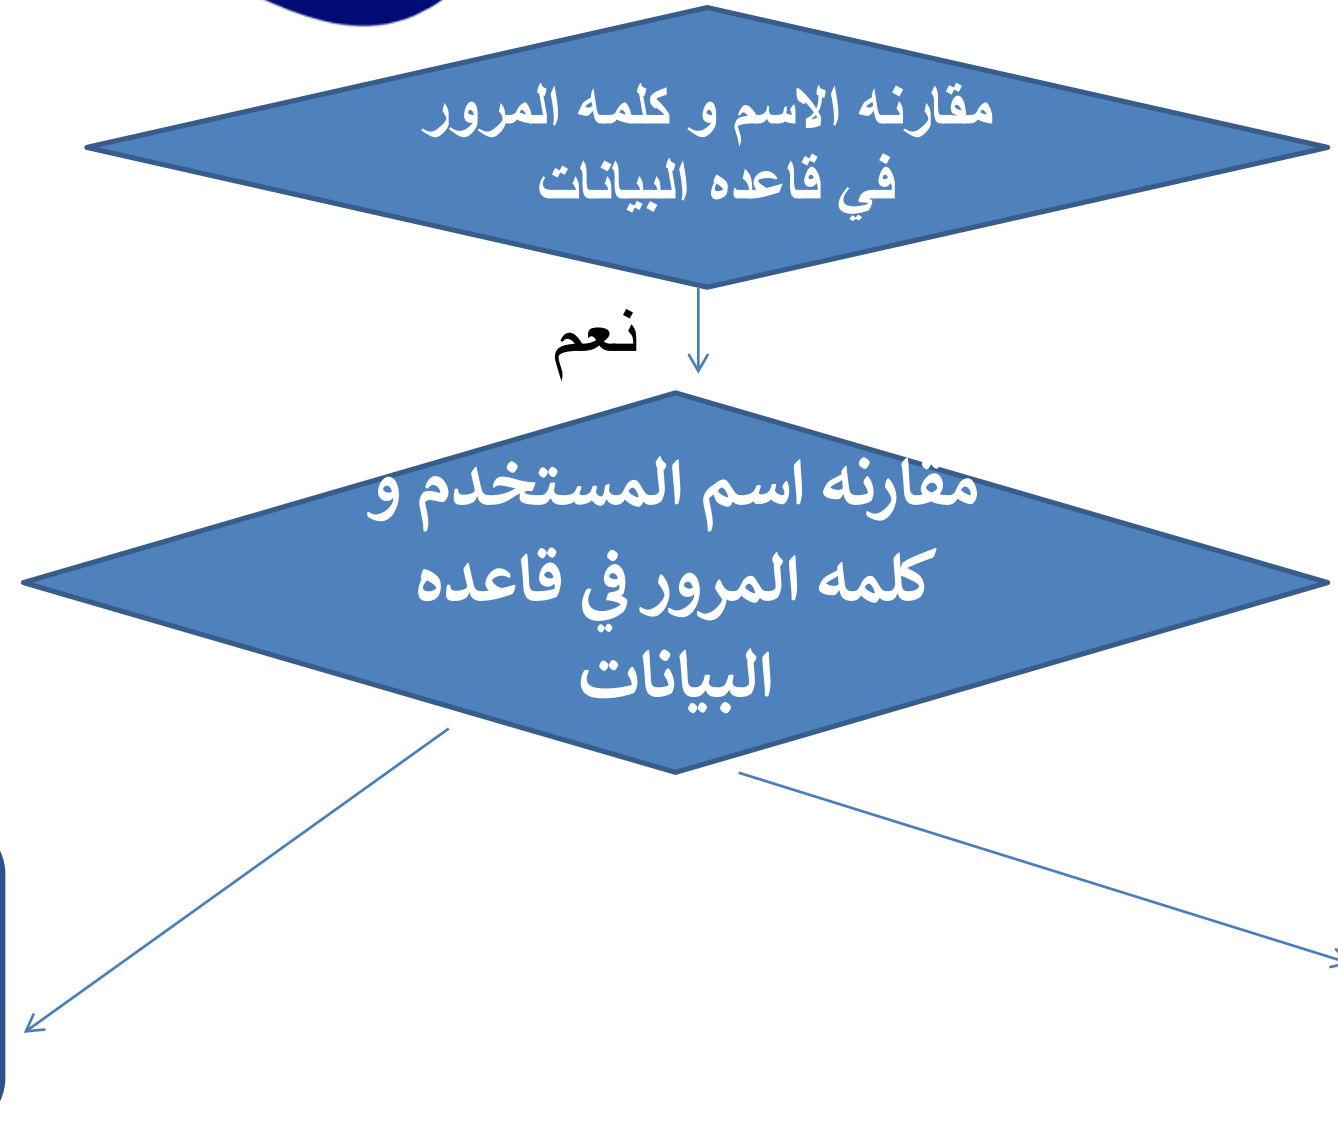 مقارنه الاسم و كلمه المرور
في قاعده البيانات
نعم
مقارنه اسم المستخدم و
كلمه المرور في قاعده
البيانات